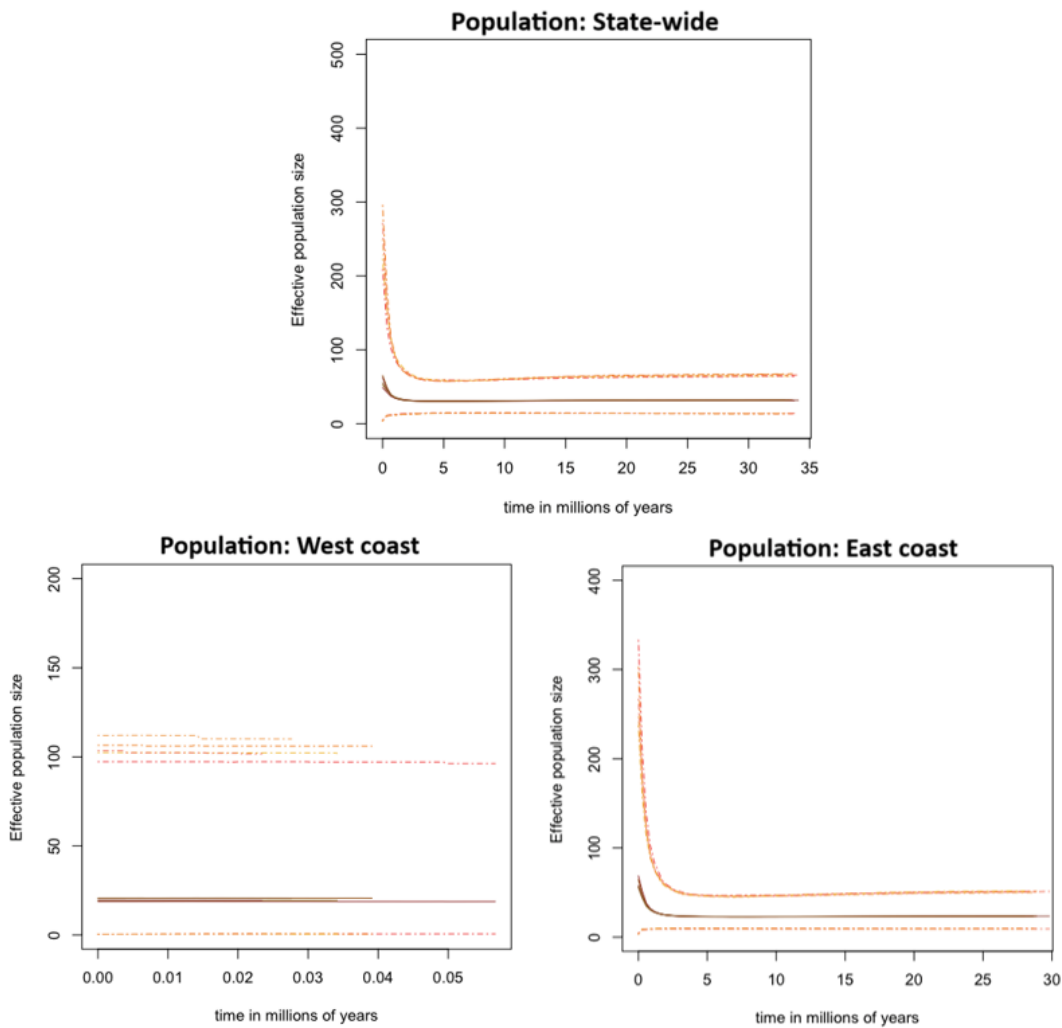 Population: State-wide
Effective population size
500
400
300
200
100
0
0 5 10 15 20 25 30 35
time in millions of years
Population: West coast
Effective population size
200
150
100
50
0
0.00 0.01 0.02 0.03 0.04 0.05
time in millions of years
Population: East coast
Effective population size
400
300
200
100
0
0 5 10 15 20 25 30
time in millions of years